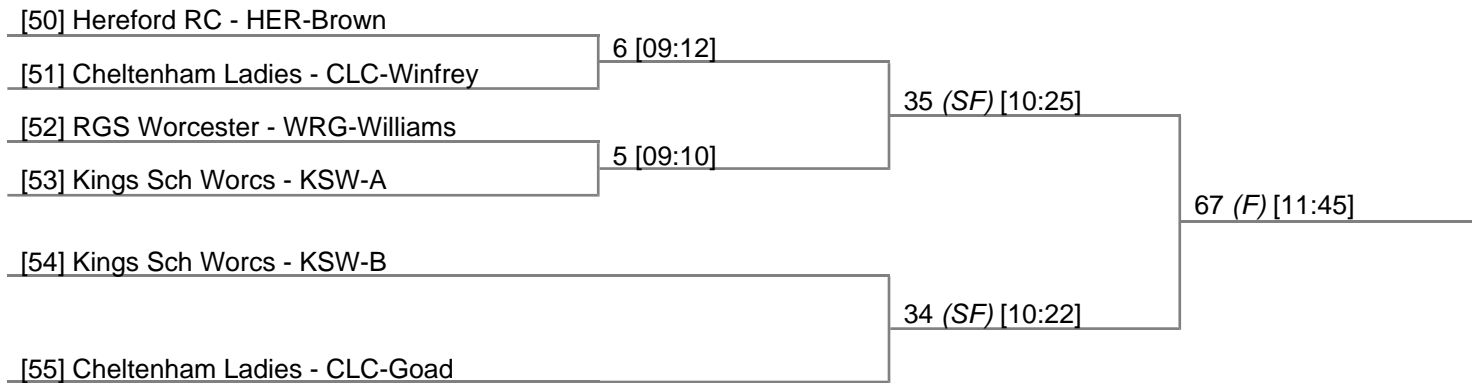 [50] Hereford RC - HER-Brown
6 [09:12]
[51] Cheltenham Ladies - CLC-Winfrey
35 (SF) [10:25]
[52] RGS Worcester - WRG-Williams
5 [09:10]
[53] Kings Sch Worcs - KSW-A
67 (F) [11:45]
[54] Kings Sch Worcs - KSW-B
34 (SF) [10:22]
[55] Cheltenham Ladies - CLC-Goad